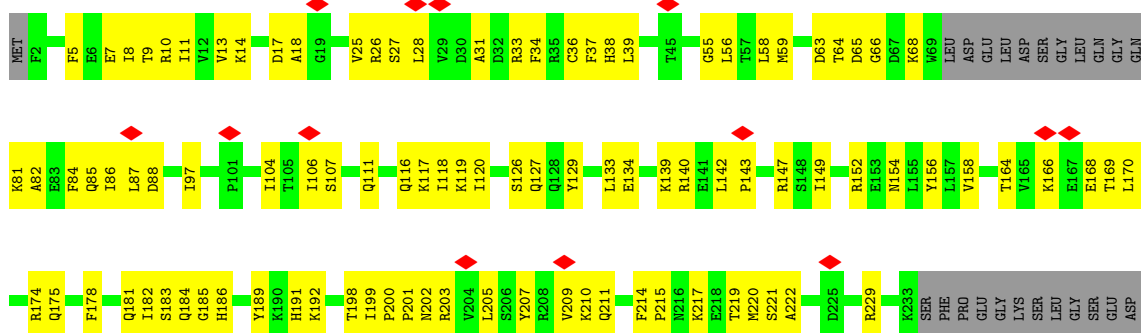 MET F2 F5 E6 E7 I8 T9 R10 I11 V12 V13 K14 D17 A18 G19 V25 R26 S27 L28 V29 D30 A31 D32 R33 F34 R35 C36 F37 H38 L39 T45 G55 L56 T57 L58 M59 D63 T64 D65 G66 D67 K68 W69 LEU ASP GLU LEU ASP SER GLY LEU GLN GLY GLN
K81 A82 E83 F84 Q85 I86 L87 D88 I97 P101 I104 T105 I106 S107 Q111 Q116 K117 I118 K119 I120 S126 Q127 Q128 Y129 L133 E134 K139 R140 E141 L142 P143 R147 S148 I149 R152 E153 N154 L155 Y156 L157 V158 T164 V165 K166 E167 E168 T169 L170
R174 Q175 F178 Q181 I182 S183 Q184 G185 H186 Y189 K190 H191 K192 T198 I199 P200 P201 N202 R203 V204 L205 S206 Y207 R208 V209 K210 Q211 F214 P215 N216 K217 E218 T219 M220 S221 A222 D225 R229 K233 SER PHE PRO GLU GLY LYS SER LEU GLY SER GLU ASP